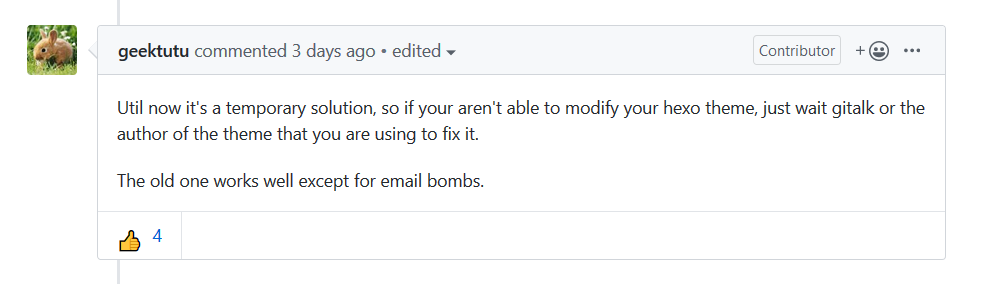 geektutu commented 3 days ago • edited
Contributor
Util now it's a temporary solution, so if your aren't able to modify your hexo theme, just wait gitalk or the
author of the theme that you are using to fix it.
The old one works well except for email bombs.
4